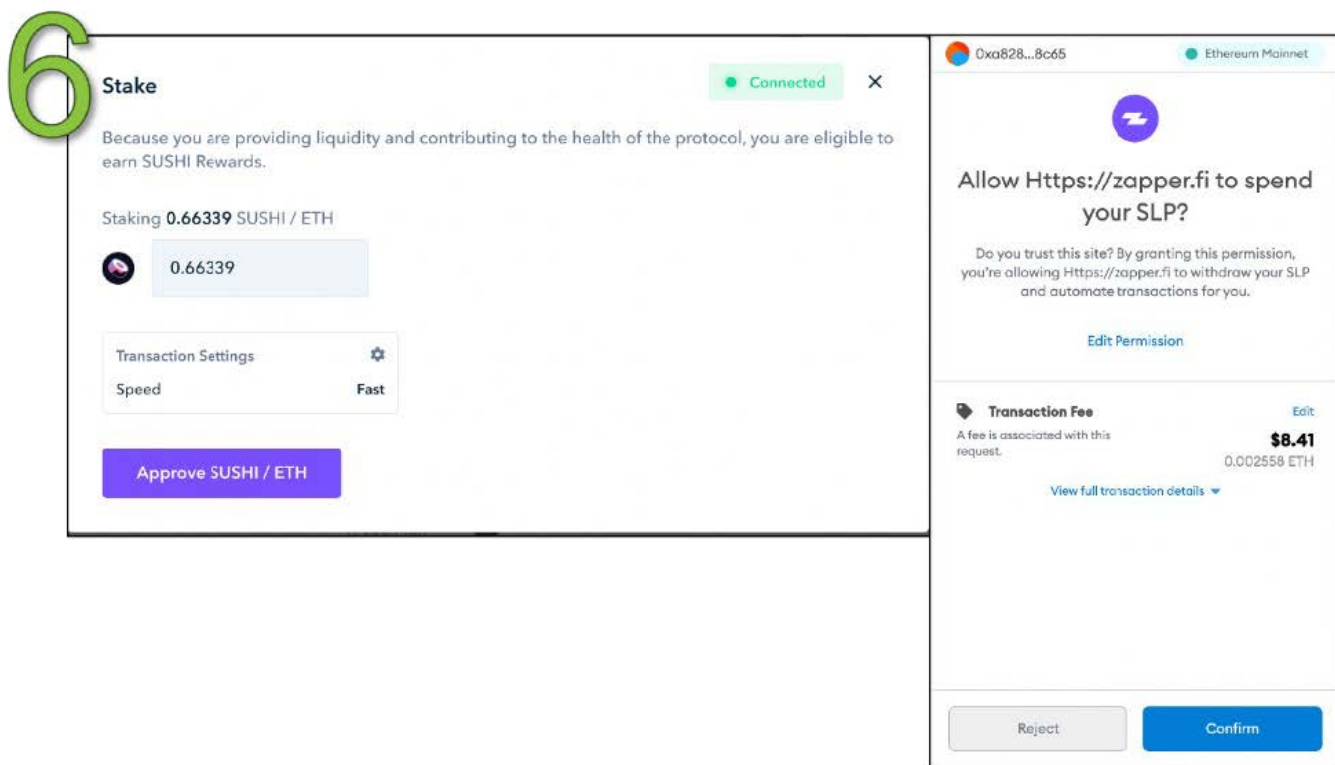 6
Stake
Connected
Because you are providing liquidity and contributing to the health of the protocol, you are eligible to
earn SUSHI Rewards.
Staking 0.66339 SUSHI / ETH
0.66339
Transaction Settings
Speed Fast
Approve SUSHI / ETH
0xa828...8c65
Ethereum Mainnet
Allow Https://zapper.fi to spend
your SLP?
Do you trust this site? By granting this permission,
you're allowing Https://zapper.fi to withdraw your SLP
and automate transactions for you.
Edit Permission
Transaction Fee
Edit
A fee is associated with this
request.
$8.41
0.002558 ETH
View full transaction details
Reject
Confirm